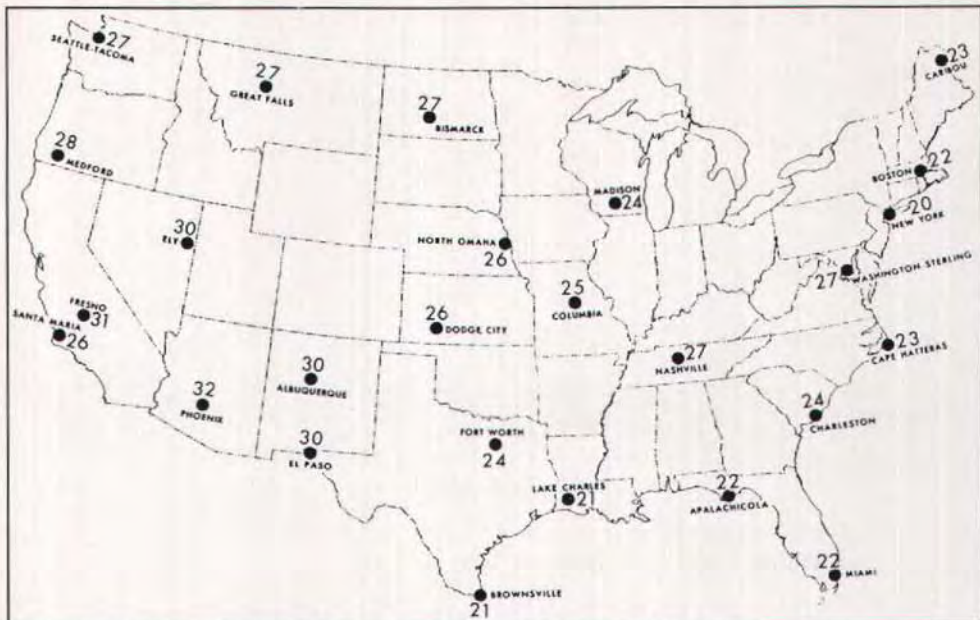 27
SEATTLE-TACOMA
27
GREAT FALLS
27
BISMARCK
23
CARIBOU
28
MEDFORD
22
BOSTON
MADISON
24
20
NEW YORK
30
ELY
NORTH OMAHA
26
27
WASHINGTON-STERLING
FRESNO
31
SANTA MARIA
26
25
COLUMBIA
26
DODGE CITY
27
NASHVILLE
23
CAPE HATTERAS
30
ALBUQUERQUE
32
PHOENIX
24
CHARLESTON
30
EL PASO
FORT WORTH
24
LAKE CHARLES
21
22
APALACHICOLA
22
MIAMI
BROWNSVILLE
21